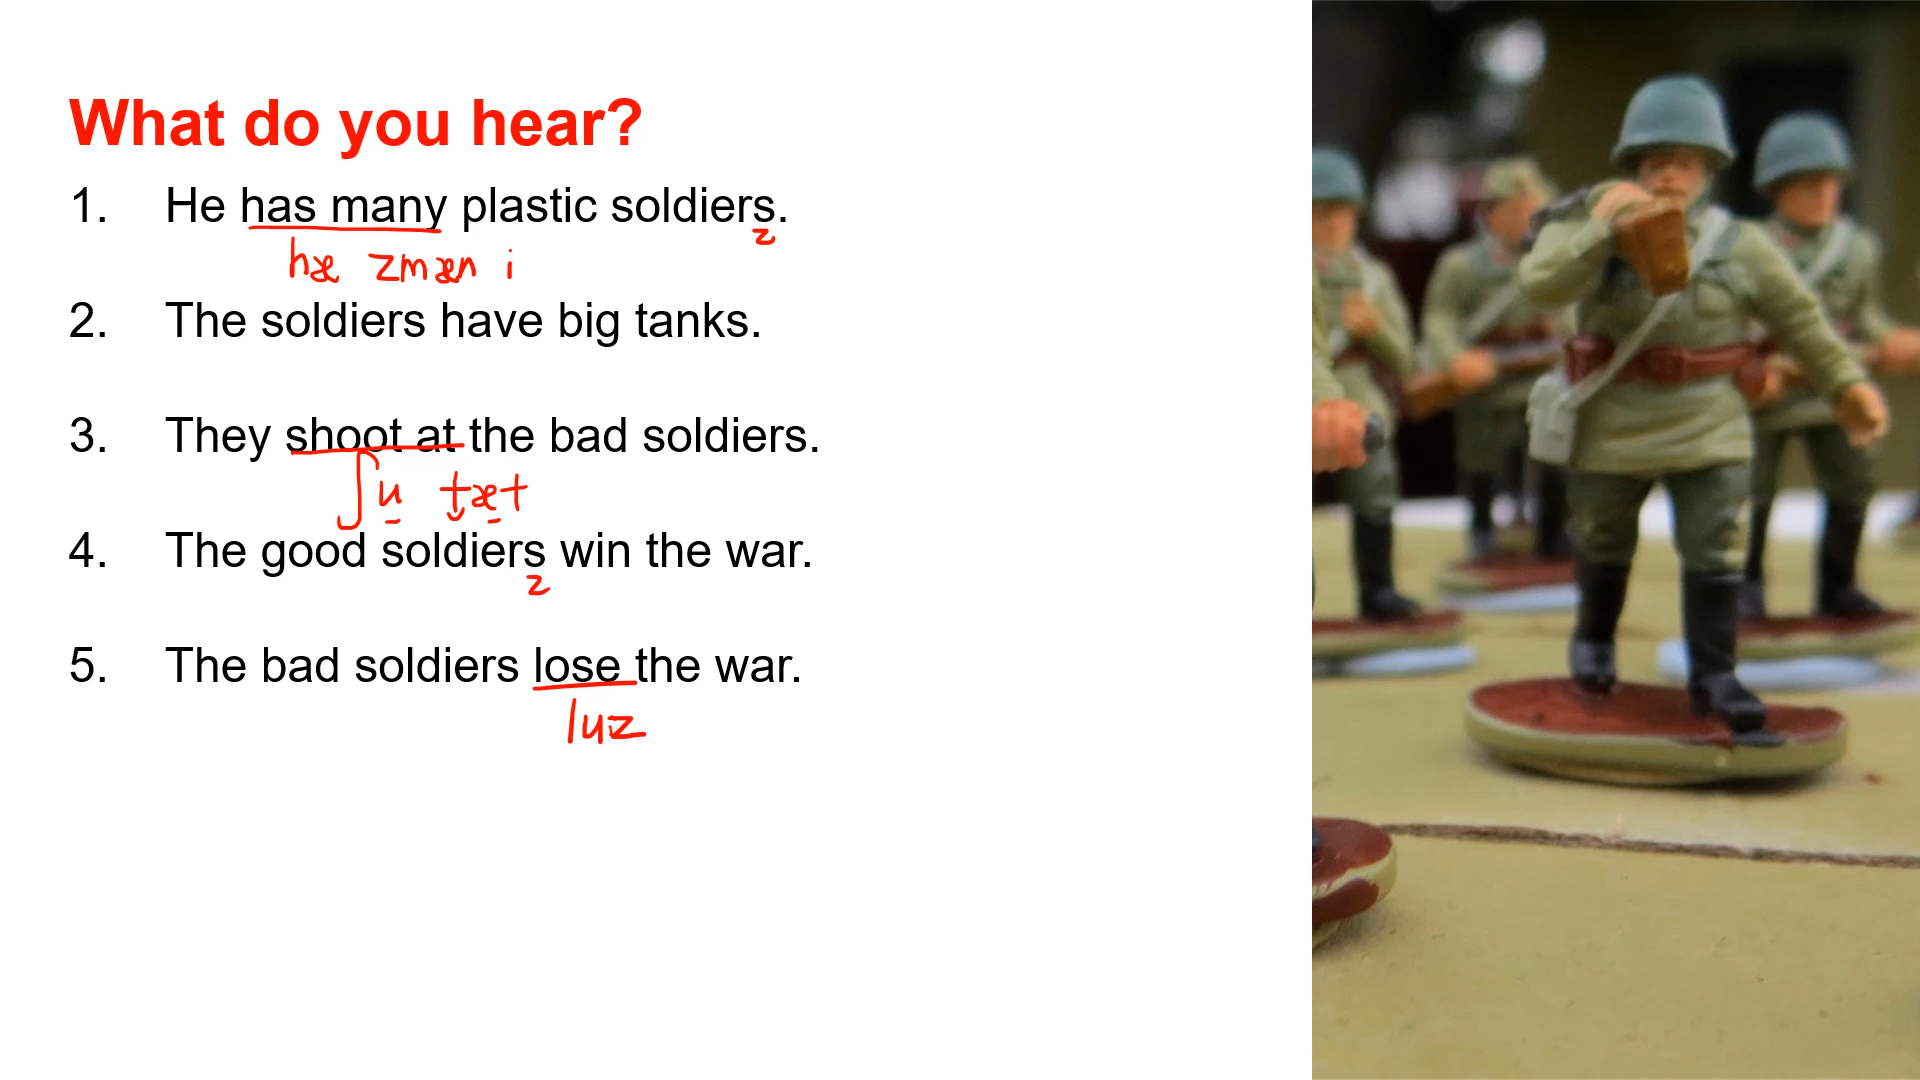 What do you hear?
1. He has many plastic soldiers.
z
hæ zmæn i
2. The soldiers have big tanks.
3. They shoot at the bad soldiers.
ʃu tæt
4. The good soldiers win the war.
z
5. The bad soldiers lose the war.
luz